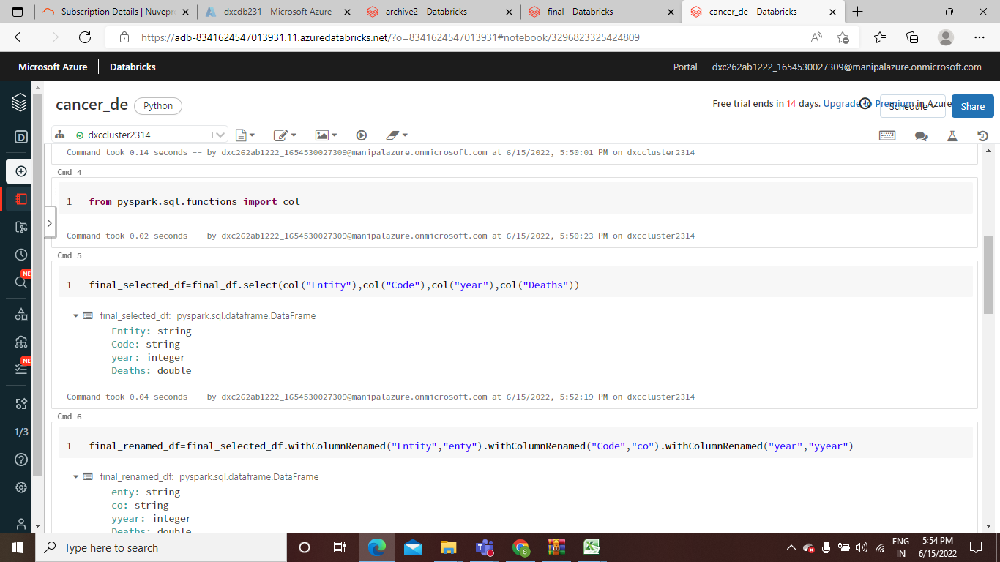 Subscription Details | Nuvepr
dxcdb231 - Microsoft Azure
archive2 - Databricks
final - Databricks
cancer_de - Databricks
https://adb-8341624547013931.11.azuredatabricks.net/?o=8341624547013931#notebook/3296823325424809
Microsoft Azure
Databricks
Portal
dxc262ab1222_1654530027309@manipalazure.onmicrosoft.com
cancer_de
Python
Free trial ends in 14 days. Upgrade to Premium in Azure
Schedule
Share
dxccluster2314
Command took 0.14 seconds -- by dxc262ab1222_1654530027309@manipalazure.onmicrosoft.com at 6/15/2022, 5:50:01 PM on dxccluster2314
Cmd 4
1 from pyspark.sql.functions import col
Command took 0.02 seconds -- by dxc262ab1222_1654530027309@manipalazure.onmicrosoft.com at 6/15/2022, 5:50:23 PM on dxccluster2314
Cmd 5
1 final_selected_df=final_df.select(col("Entity"),col("Code"),col("year"),col("Deaths"))
final_selected_df: pyspark.sql.dataframe.DataFrame
Entity: string
Code: string
year: integer
Deaths: double
Command took 0.04 seconds -- by dxc262ab1222_1654530027309@manipalazure.onmicrosoft.com at 6/15/2022, 5:52:19 PM on dxccluster2314
Cmd 6
1 final_renamed_df=final_selected_df.withColumnRenamed("Entity","enty").withColumnRenamed("Code","co").withColumnRenamed("year","yyear")
final_renamed_df: pyspark.sql.dataframe.DataFrame
enty: string
co: string
yyear: integer
Deaths: double
D
NEW
NEW
1/3
Type here to search
ENG
IN
5:54 PM
6/15/2022